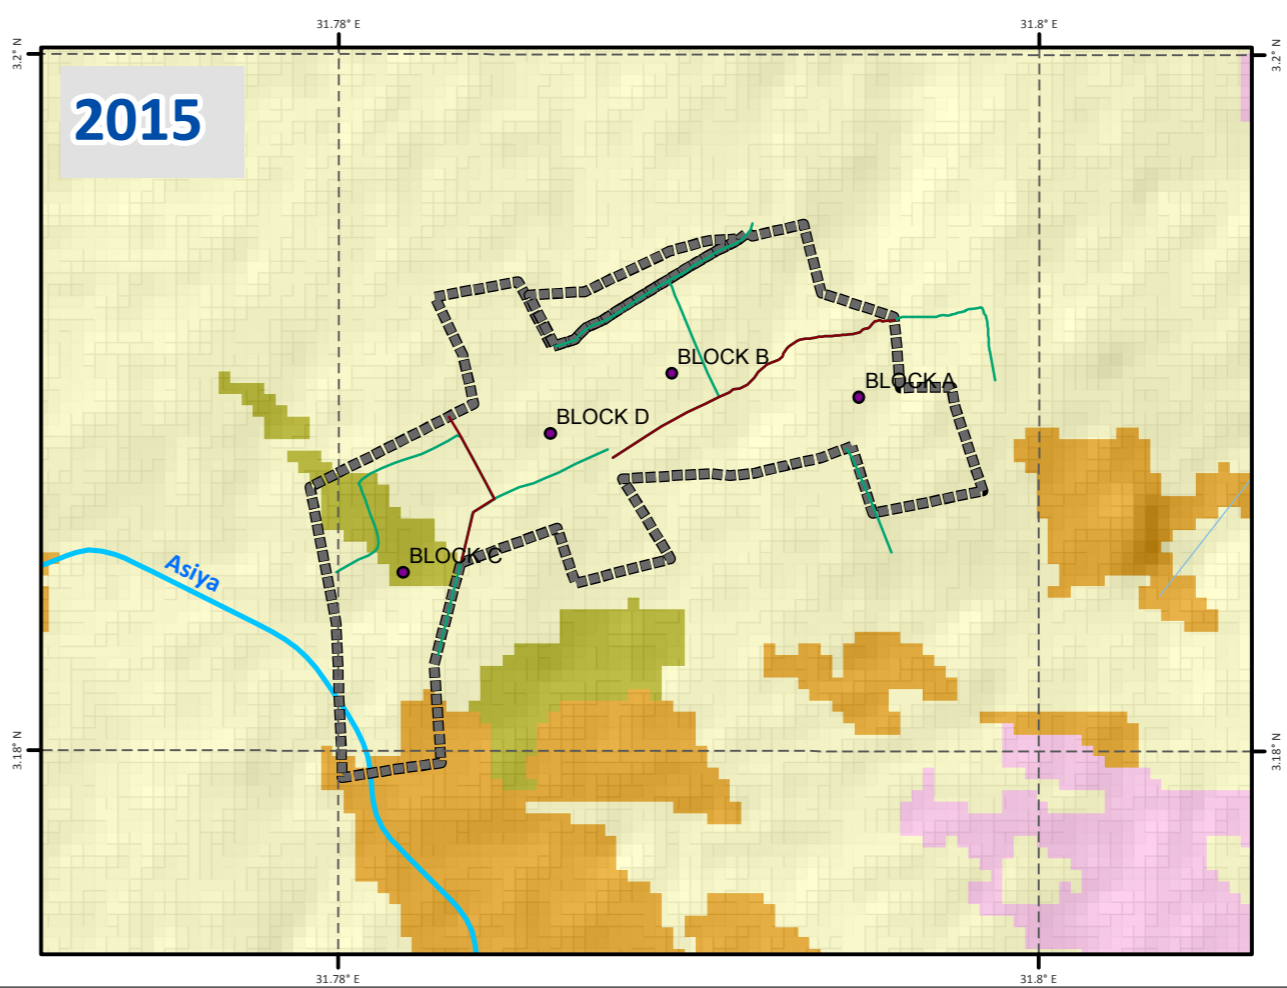 31.78° E
31.8° E
3.2° N
3.2° N
2015
BLOCK B
BLOCK A
BLOCK D
BLOCK C
Asiya
3.18° N
3.18° N
31.78° E
31.8° E